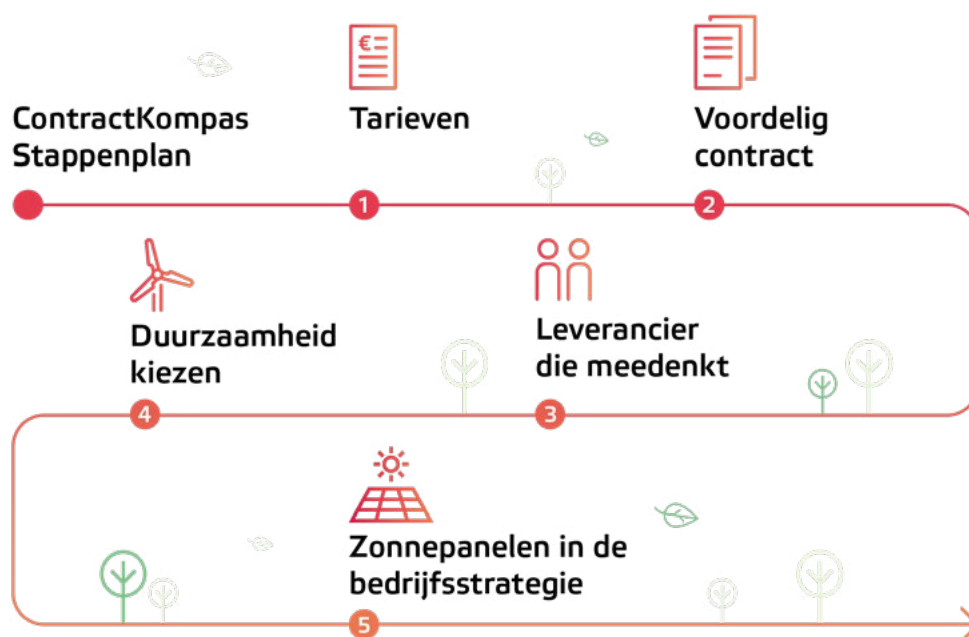 ContractKompas
Stappenplan
Tarieven
€
Voordelig
contract
1
2
Leverancier
die meedenkt
3
Duurzaamheid
kiezen
4
Zonnepanelen in de
bedrijfsstrategie
5